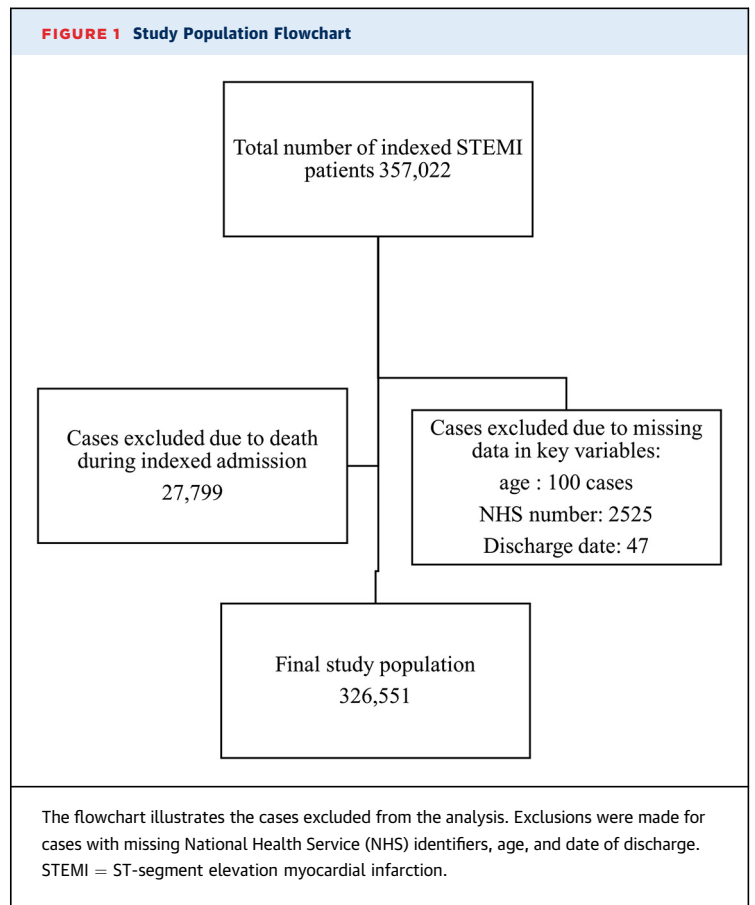 FIGURE 1 Study Population Flowchart
Total number of indexed STEMI
patients 357,022
Cases excluded due to death
during indexed admission
27,799
Cases excluded due to missing
data in key variables:
age : 100 cases
NHS number: 2525
Discharge date: 47
Final study population
326,551
The flowchart illustrates the cases excluded from the analysis. Exclusions were made for
cases with missing National Health Service (NHS) identifiers, age, and date of discharge.
STEMI = ST-segment elevation myocardial infarction.